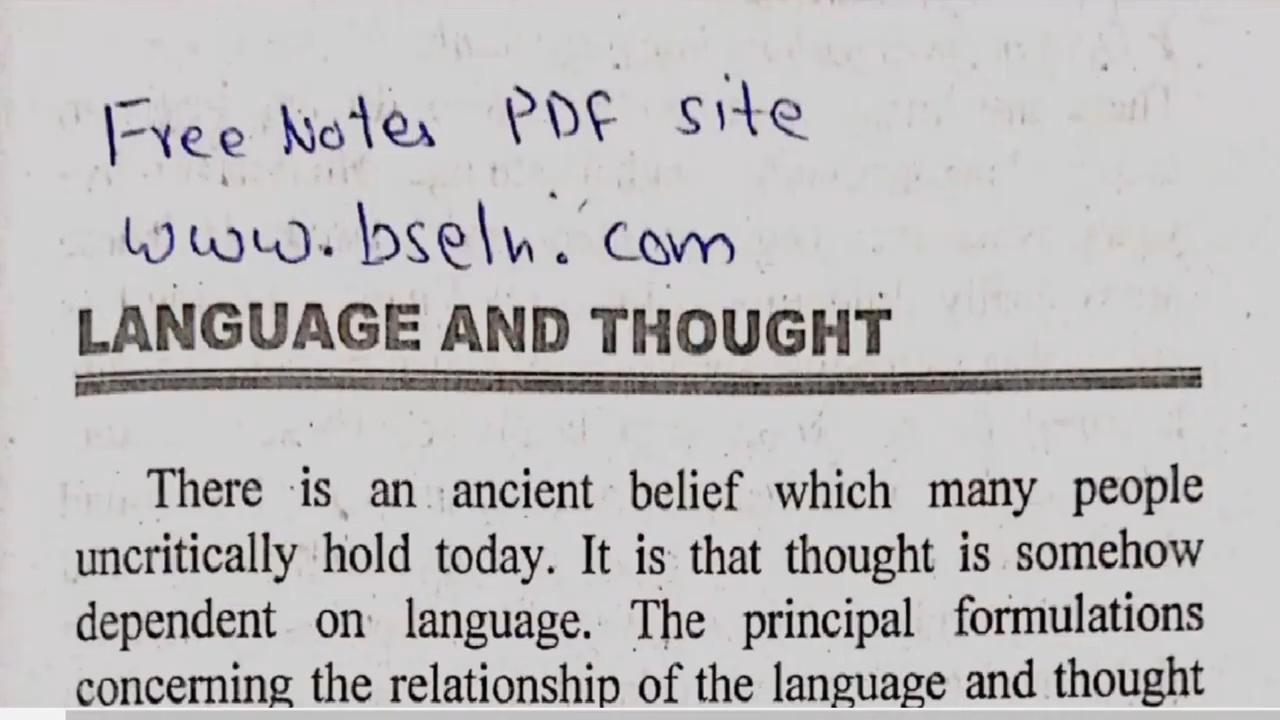 Free Notes PDF site
www.bseln.com
LANGUAGE AND THOUGHT
There is an ancient belief which many people
uncritically hold today. It is that thought is somehow
dependent on language. The principal formulations
concerning the relationship of the language and thought